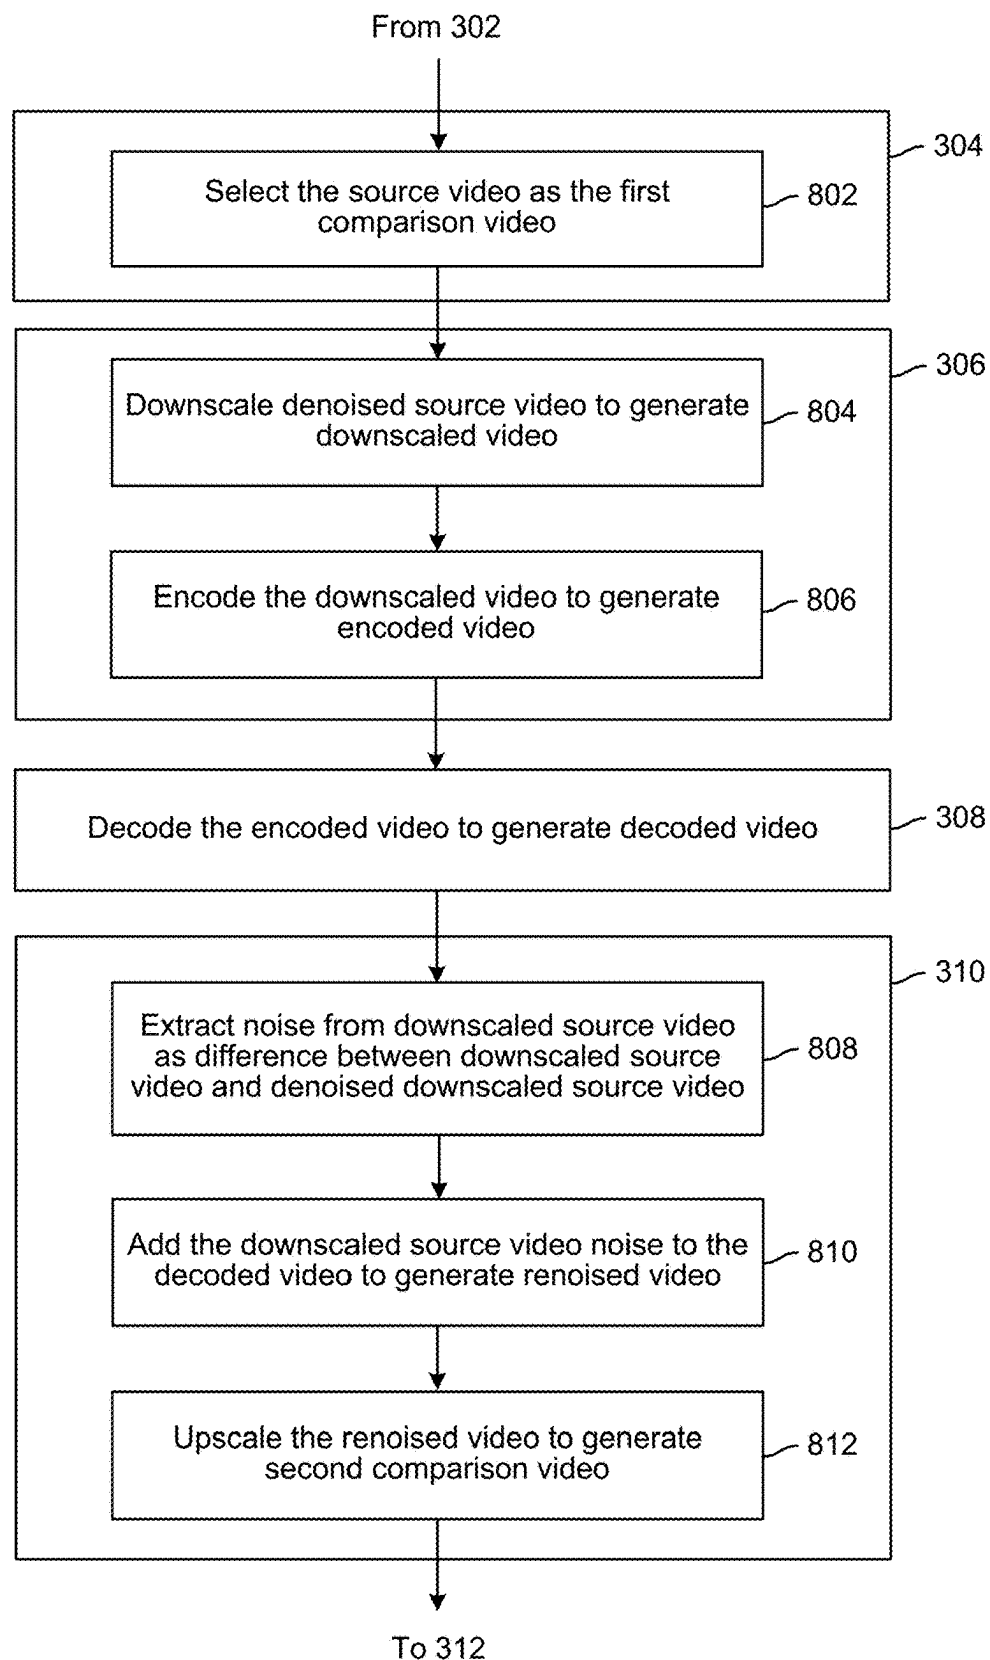 From 302
304
Select the source video as the first
comparison video
802
306
Downscale denoised source video to generate
downscaled video
804
Encode the downscaled video to generate
encoded video
806
Decode the encoded video to generate decoded video
308
310
Extract noise from downscaled source video
as difference between downscaled source
video and denoised downscaled source video
808
Add the downscaled source video noise to the
decoded video to generate renoised video
810
Upscale the renoised video to generate
second comparison video
812
To 312